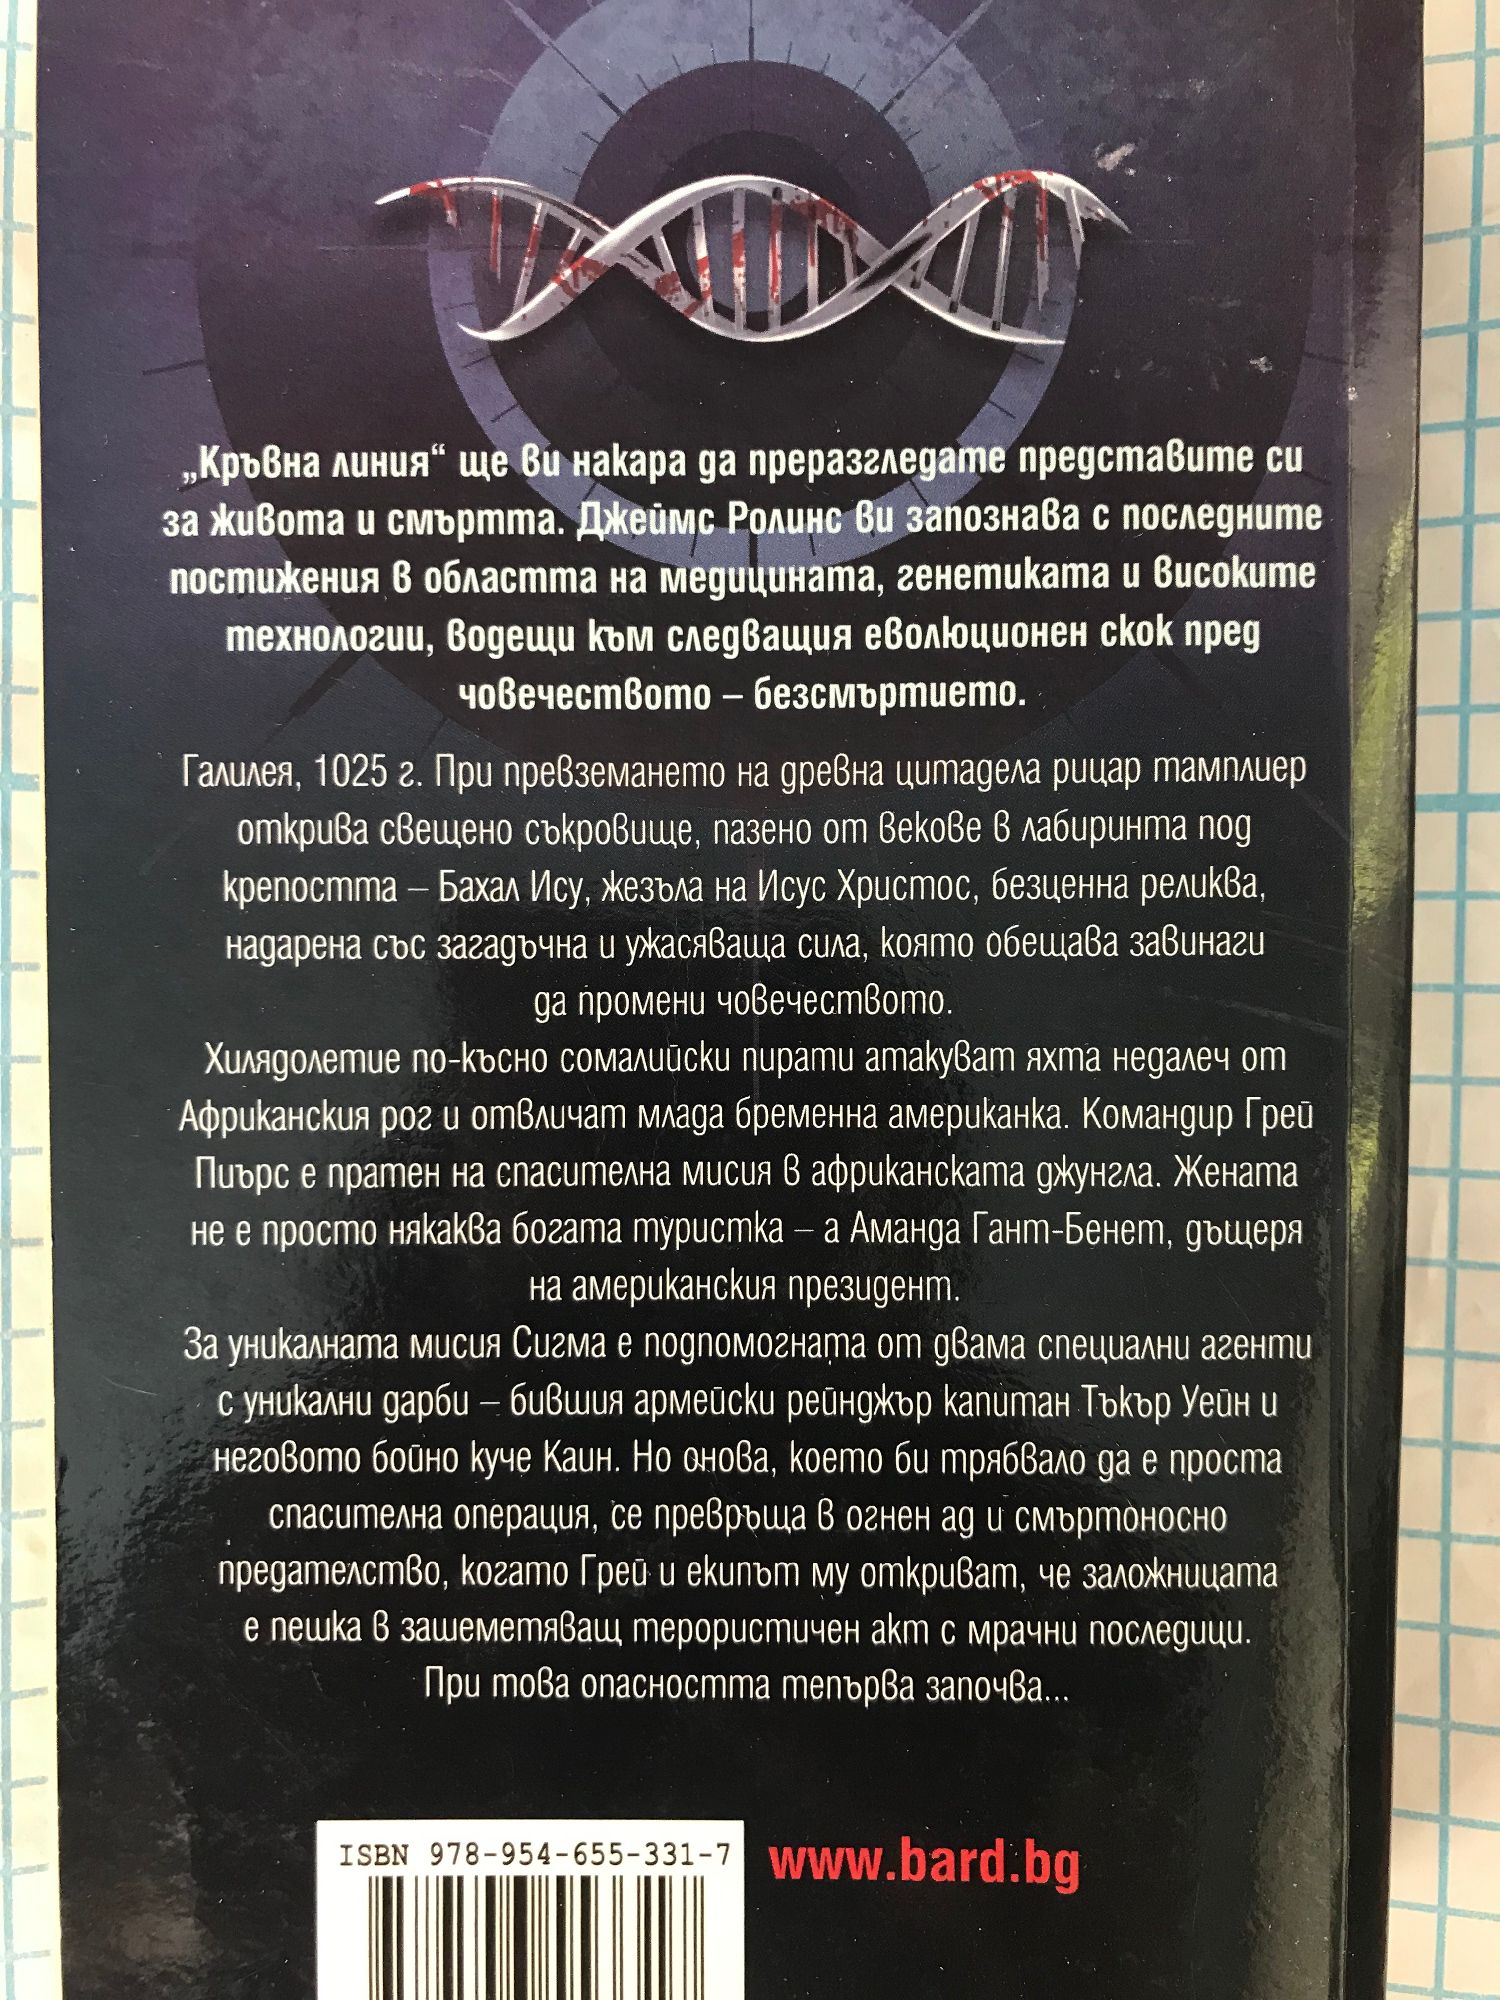 „Кръвна линия“ ще ви накара да преразгледате представите си
за живота и смъртта. Джеймс Ролинс ви запознава с последните
постижения в областта на медицината, генетиката и високите
технологии, водещи към следващия еволюционен скок пред
човечеството – безсмъртието.
Галилея, 1025 г. При превземането на древна цитадела рицар тамплиер
открива свещено съкровище, пазено от векове в лабиринта под
крепостта – Бахал Ису, жезъла на Исус Христос, безценна реликва,
надарена със загадъчна и ужасяваща сила, която обещава завинаги
да промени човечеството.
Хилядолетие по-късно сомалийски пирати атакуват яхта недалеч от
Африканския рог и отвличат млада бременна американка. Командир Грей
Пиърс е пратен на спасителна мисия в африканската джунгла. Жената
не е просто някаква богата туристка – а Аманда Гант-Бенет, дъщеря
на американския президент.
За уникалната мисия Сигма е подпомогната от двама специални агенти
с уникални дарби – бившия армейски рейнджър капитан Тъкър Уейн и
неговото бойно куче Каин. Но онова, което би трябвало да е проста
спасителна операция, се превръща в огнен ад и смъртоносно
предателство, когато Грей и екипът му откриват, че заложницата
е пешка в зашеметяващ терористичен акт с мрачни последици.
При това опасността тепърва започва...
ISBN 978-954-655-331-7
www.bard.bg